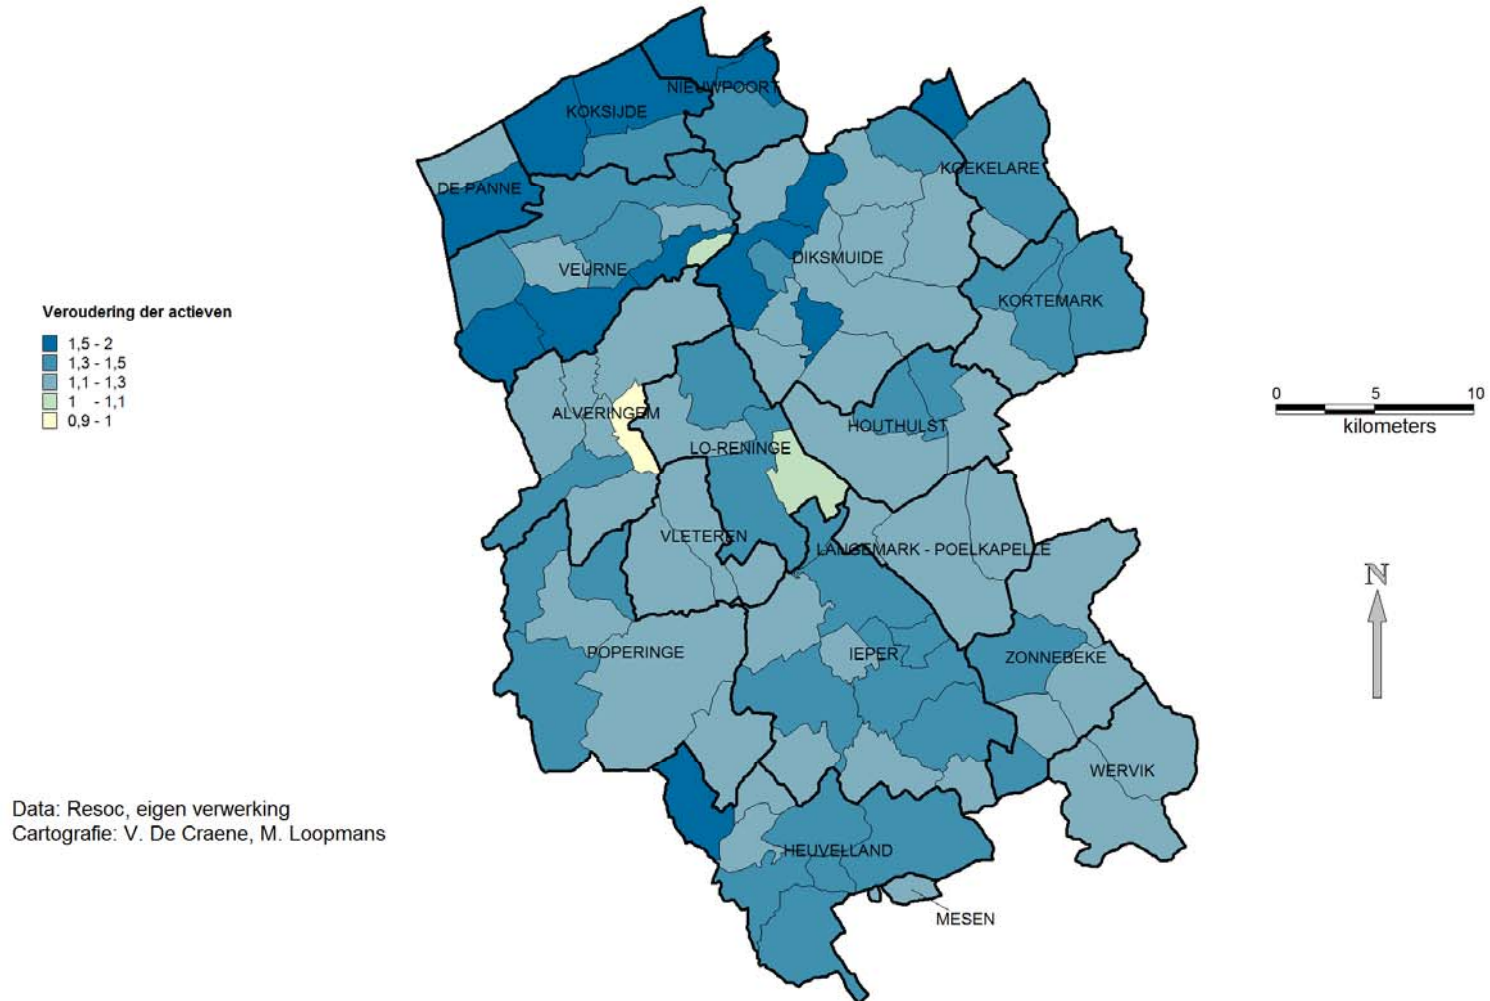 NIEUWPOORT
KOKSIJDE
KOEKELARE
DE PANNE
DIKSMUIDE
VEURNE
KORTEMARK
Veroudering der actieven
1,5 - 2
1,3 - 1,5
1,1 - 1,3
1 - 1,1
0,9 - 1
0 5 10
kilometers
ALVERINGEM
HOUTHULST
LO-RENINGE
VLETEREN
LANGEMARK - POELKAPELLE
N
POPERINGE
IEPER
ZONNEBEKE
WERVIK
Data: Resoc, eigen verwerking
Cartografie: V. De Craene, M. Loopmans
HEUVELLAND
MESEN